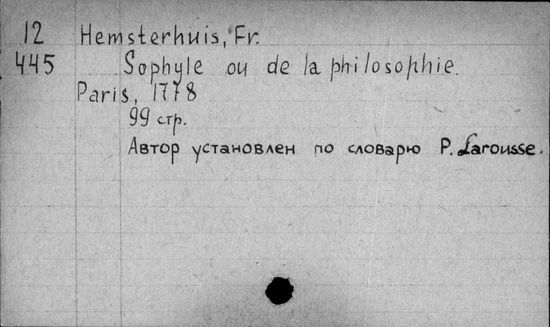 12 Hemsterhuis, Fr.
445 Sophyle ou de la philosophie.
Paris, 1778
99 стр.
Автор установлен по словарю P. Larousse.